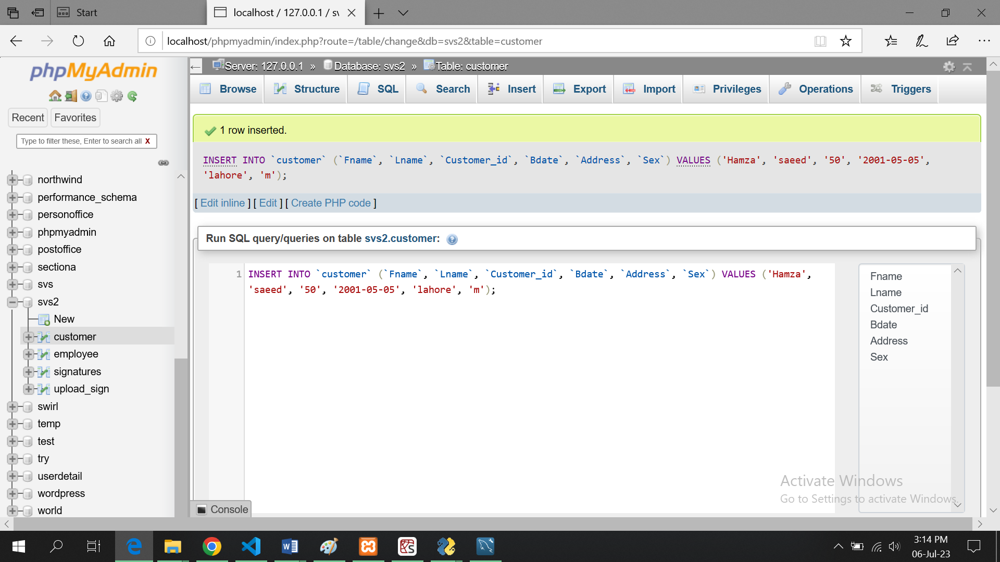 Start
localhost / 127.0.0.1 / sv
localhost/phpmyadmin/index.php?route=/table/change&db=svs2&table=customer
phpMyAdmin
Recent
Favorites
Type to filter these, Enter to search all X
northwind
performance_schema
personoffice
phpmyadmin
postoffice
sectiona
svs
svs2
New
customer
employee
signatures
upload_sign
swirl
temp
test
try
userdetail
wordpress
world
Server: 127.0.0.1 » Database: svs2 » Table: customer
Browse Structure SQL Search Insert Export Import Privileges Operations Triggers
1 row inserted.
INSERT INTO `customer` (`Fname`, `Lname`, `Customer_id`, `Bdate`, `Address`, `Sex`) VALUES ('Hamza', 'saeed', '50', '2001-05-05',
'lahore', 'm');
[ Edit inline ] [ Edit ] [ Create PHP code ]
Run SQL query/queries on table svs2.customer:
1 INSERT INTO `customer` (`Fname`, `Lname`, `Customer_id`, `Bdate`, `Address`, `Sex`) VALUES ('Hamza',
'saeed', '50', '2001-05-05', 'lahore', 'm');
Fname
Lname
Customer_id
Bdate
Address
Sex
Activate Windows
Go to Settings to activate Windows.
Console
3:14 PM
06-Jul-23